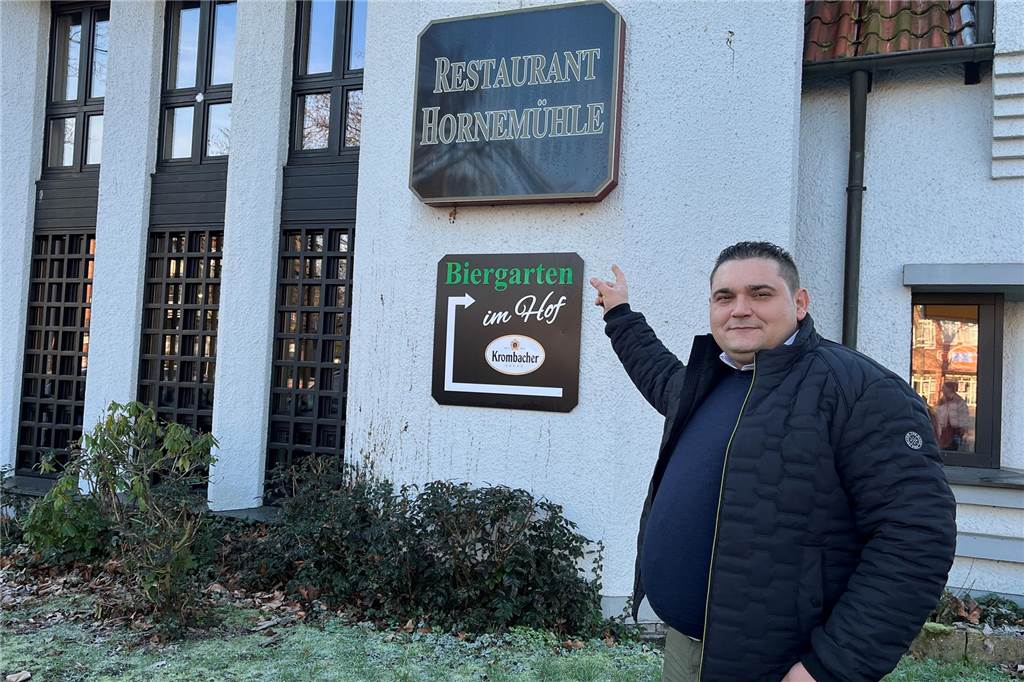 RESTAURANT
HORNEMÜHLE
Biergarten
im Hof
Krombacher